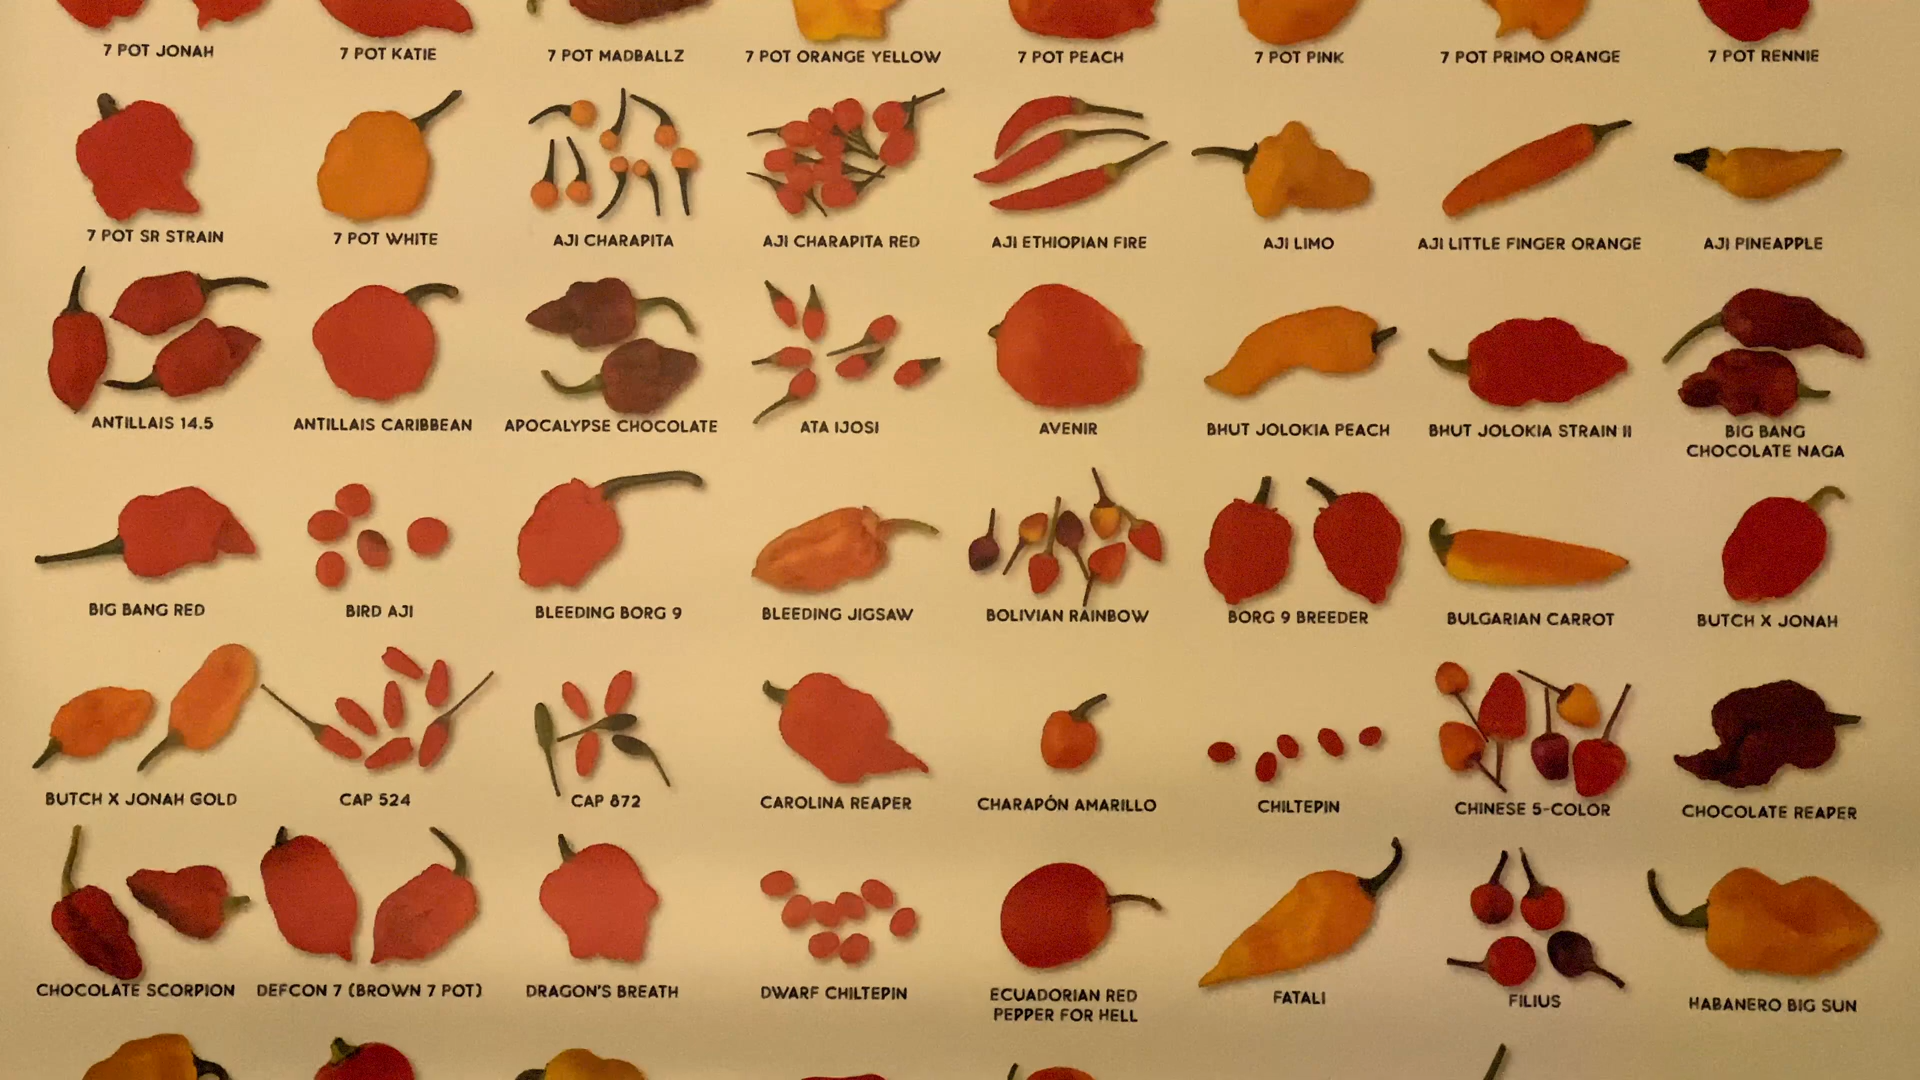 7 POT JONAH
7 POT KATIE
7 POT MADBALLZ
7 POT ORANGE YELLOW
7 POT PEACH
7 POT PINK
7 POT PRIMO ORANGE
7 POT RENNIE
7 POT SR STRAIN
7 POT WHITE
AJI CHARAPITA
AJI CHARAPITA RED
AJI ETHIOPIAN FIRE
AJI LIMO
AJI LITTLE FINGER ORANGE
AJI PINEAPPLE
ANTILLAIS 14.5
ANTILLAIS CARIBBEAN
APOCALYPSE CHOCOLATE
ATA IJOSI
AVENIR
BHUT JOLOKIA PEACH
BHUT JOLOKIA STRAIN II
BIG BANG
CHOCOLATE NAGA
BIG BANG RED
BIRD AJI
BLEEDING BORG 9
BLEEDING JIGSAW
BOLIVIAN RAINBOW
BORG 9 BREEDER
BULGARIAN CARROT
BUTCH X JONAH
BUTCH X JONAH GOLD
CAP 524
CAP 872
CAROLINA REAPER
CHARAPÓN AMARILLO
CHILTEPIN
CHINESE 5-COLOR
CHOCOLATE REAPER
CHOCOLATE SCORPION
DEFCON 7 (BROWN 7 POT)
DRAGON'S BREATH
DWARF CHILTEPIN
ECUADORIAN RED
PEPPER FOR HELL
FATALI
FILIUS
HABANERO BIG SUN